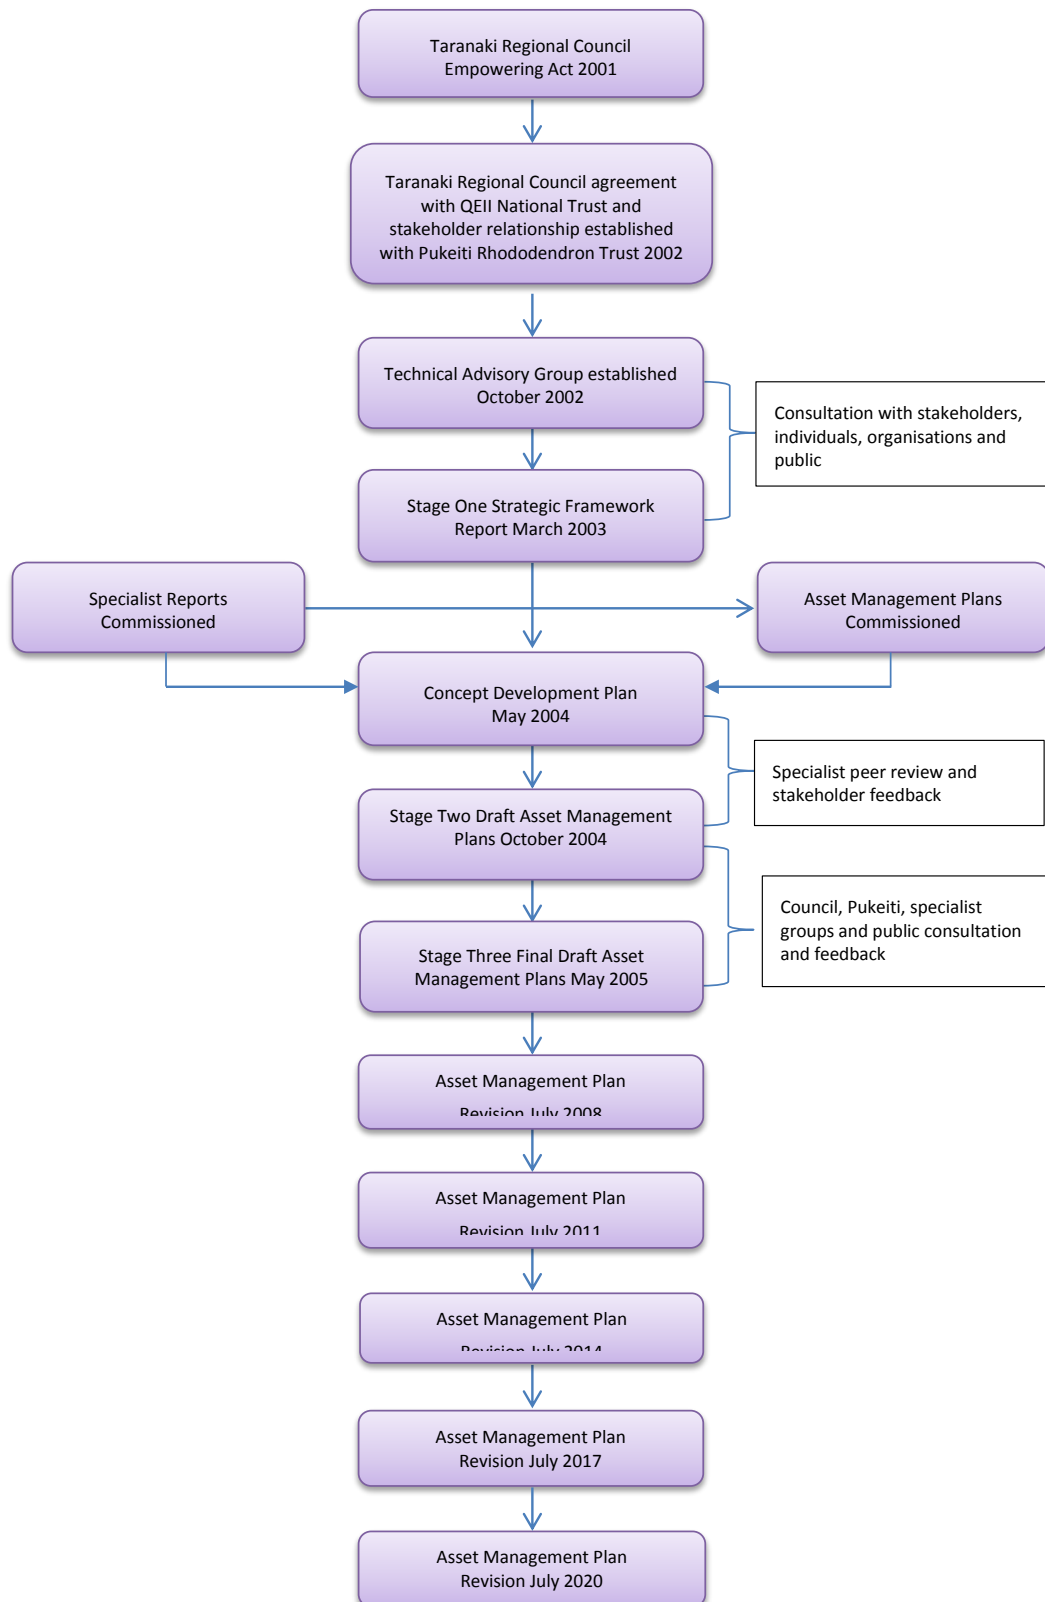 Taranaki Regional Council
Empowering Act 2001
Taranaki Regional Council agreement
with QEII National Trust and
stakeholder relationship established
with Pukeiti Rhododendron Trust 2002
Technical Advisory Group established
October 2002
Consultation with stakeholders,
individuals, organisations and
public
Stage One Strategic Framework
Report March 2003
Specialist Reports
Commissioned
Asset Management Plans
Commissioned
Concept Development Plan
May 2004
Specialist peer review and
stakeholder feedback
Stage Two Draft Asset Management
Plans October 2004
Council, Pukeiti, specialist
groups and public consultation
and feedback
Stage Three Final Draft Asset
Management Plans May 2005
Asset Management Plan
Revision July 2008
Asset Management Plan
Revision July 2011
Asset Management Plan
Revision July 2014
Asset Management Plan
Revision July 2017
Asset Management Plan
Revision July 2020